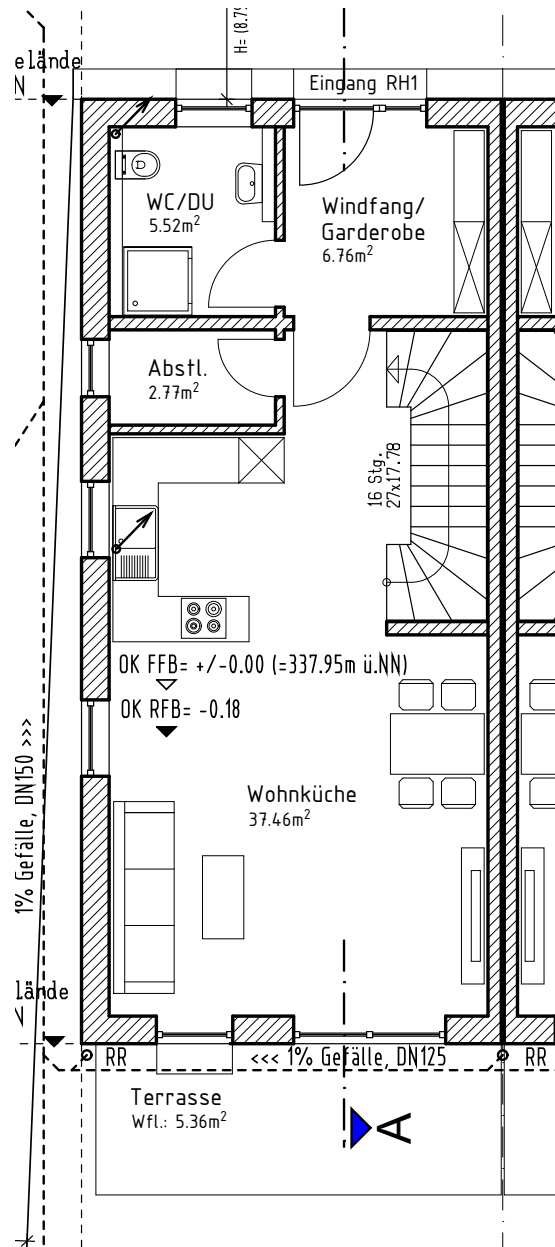 H= (8.7
elände
N
Eingang RH1
WC/DU
5.52m²
Windfang/
Garderobe
6.76m²
Abstl.
2.77m²
16 Stg.
27x17.78
OK FFB= +/-0.00 (=337.95m ü.NN)
OK RFB= -0.18
1% Gefälle, DN150 >>>
Wohnküche
37.46m²
lände
RR
<<< 1% Gefälle, DN125
RR
Terrasse
Wfl.: 5.36m²
A